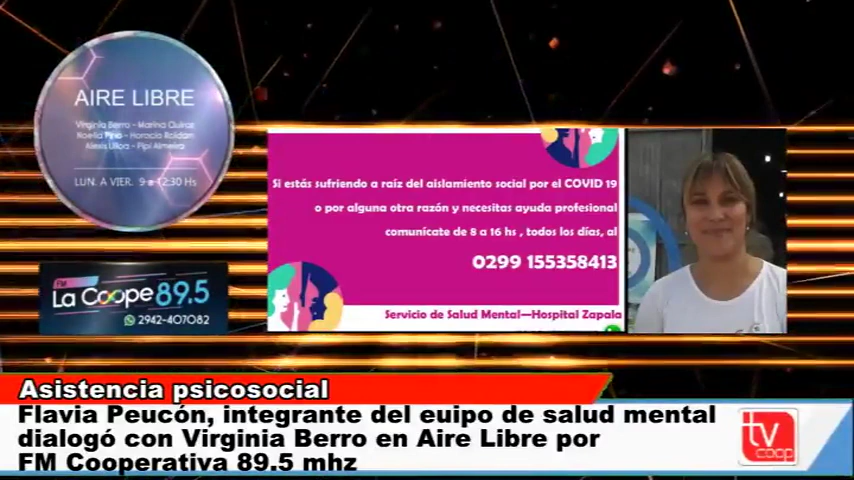 AIRE LIBRE
Virginia Berro - Marina Quiroz
Noelia Pino - Horacio Roldam
Alexis Ulloa - Pipi Almeira
LUN. A VIER. 9 a 12:30 Hs
FM
La Coope 89.5
2942-407082
Si estás sufriendo a raíz del aislamiento social por el COVID 19
o por alguna otra razón y necesitas ayuda profesional
comunícate de 8 a 16 hs , todos los días, al
0299 155358413
Servicio de Salud Mental—Hospital Zapala
Asistencia psicosocial
Flavia Peucón, integrante del euipo de salud mental
dialogó con Virginia Berro en Aire Libre por
FM Cooperativa 89.5 mhz
tv
coop